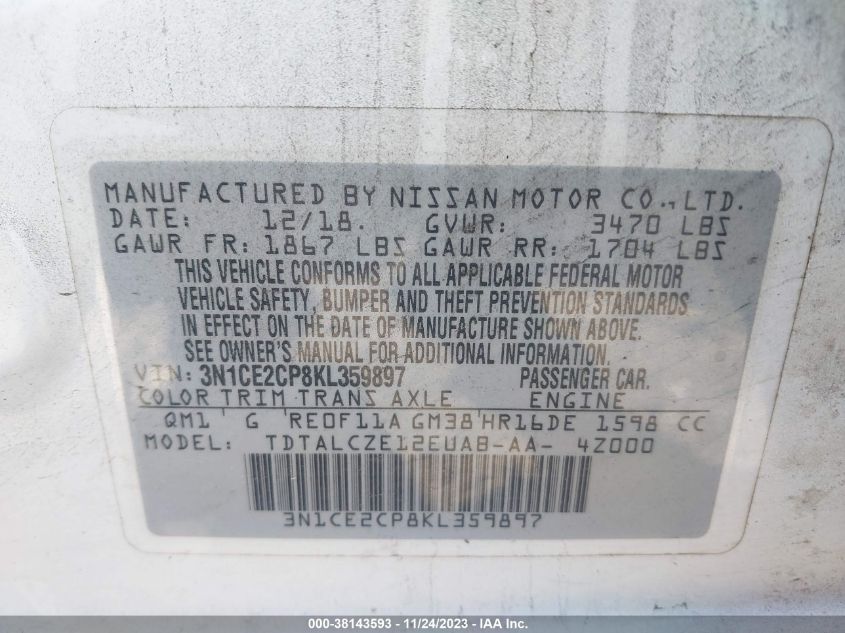 MANUFACTURED BY NISSAN MOTOR CO., LTD.
DATE: 12/18. GVWR: 3470 LBS
GAWR FR: 1867 LBS GAWR RR: 1704 LBS
THIS VEHICLE CONFORMS TO ALL APPLICABLE FEDERAL MOTOR
VEHICLE SAFETY, BUMPER AND THEFT PREVENTION STANDARDS
IN EFFECT ON THE DATE OF MANUFACTURE SHOWN ABOVE.
SEE OWNER'S MANUAL FOR ADDITIONAL INFORMATION.
VIN: 3N1CE2CP8KL359897 PASSENGER CAR.
COLOR TRIM TRANS AXLE ENGINE
QM1 G RE0F11A GM38 HR16DE 1598 CC
MODEL: TDTALCZE12EUAB-AA- 4Z000
3N1CE2CP8KL359897
000-38143593 - 11/24/2023 - IAA Inc.